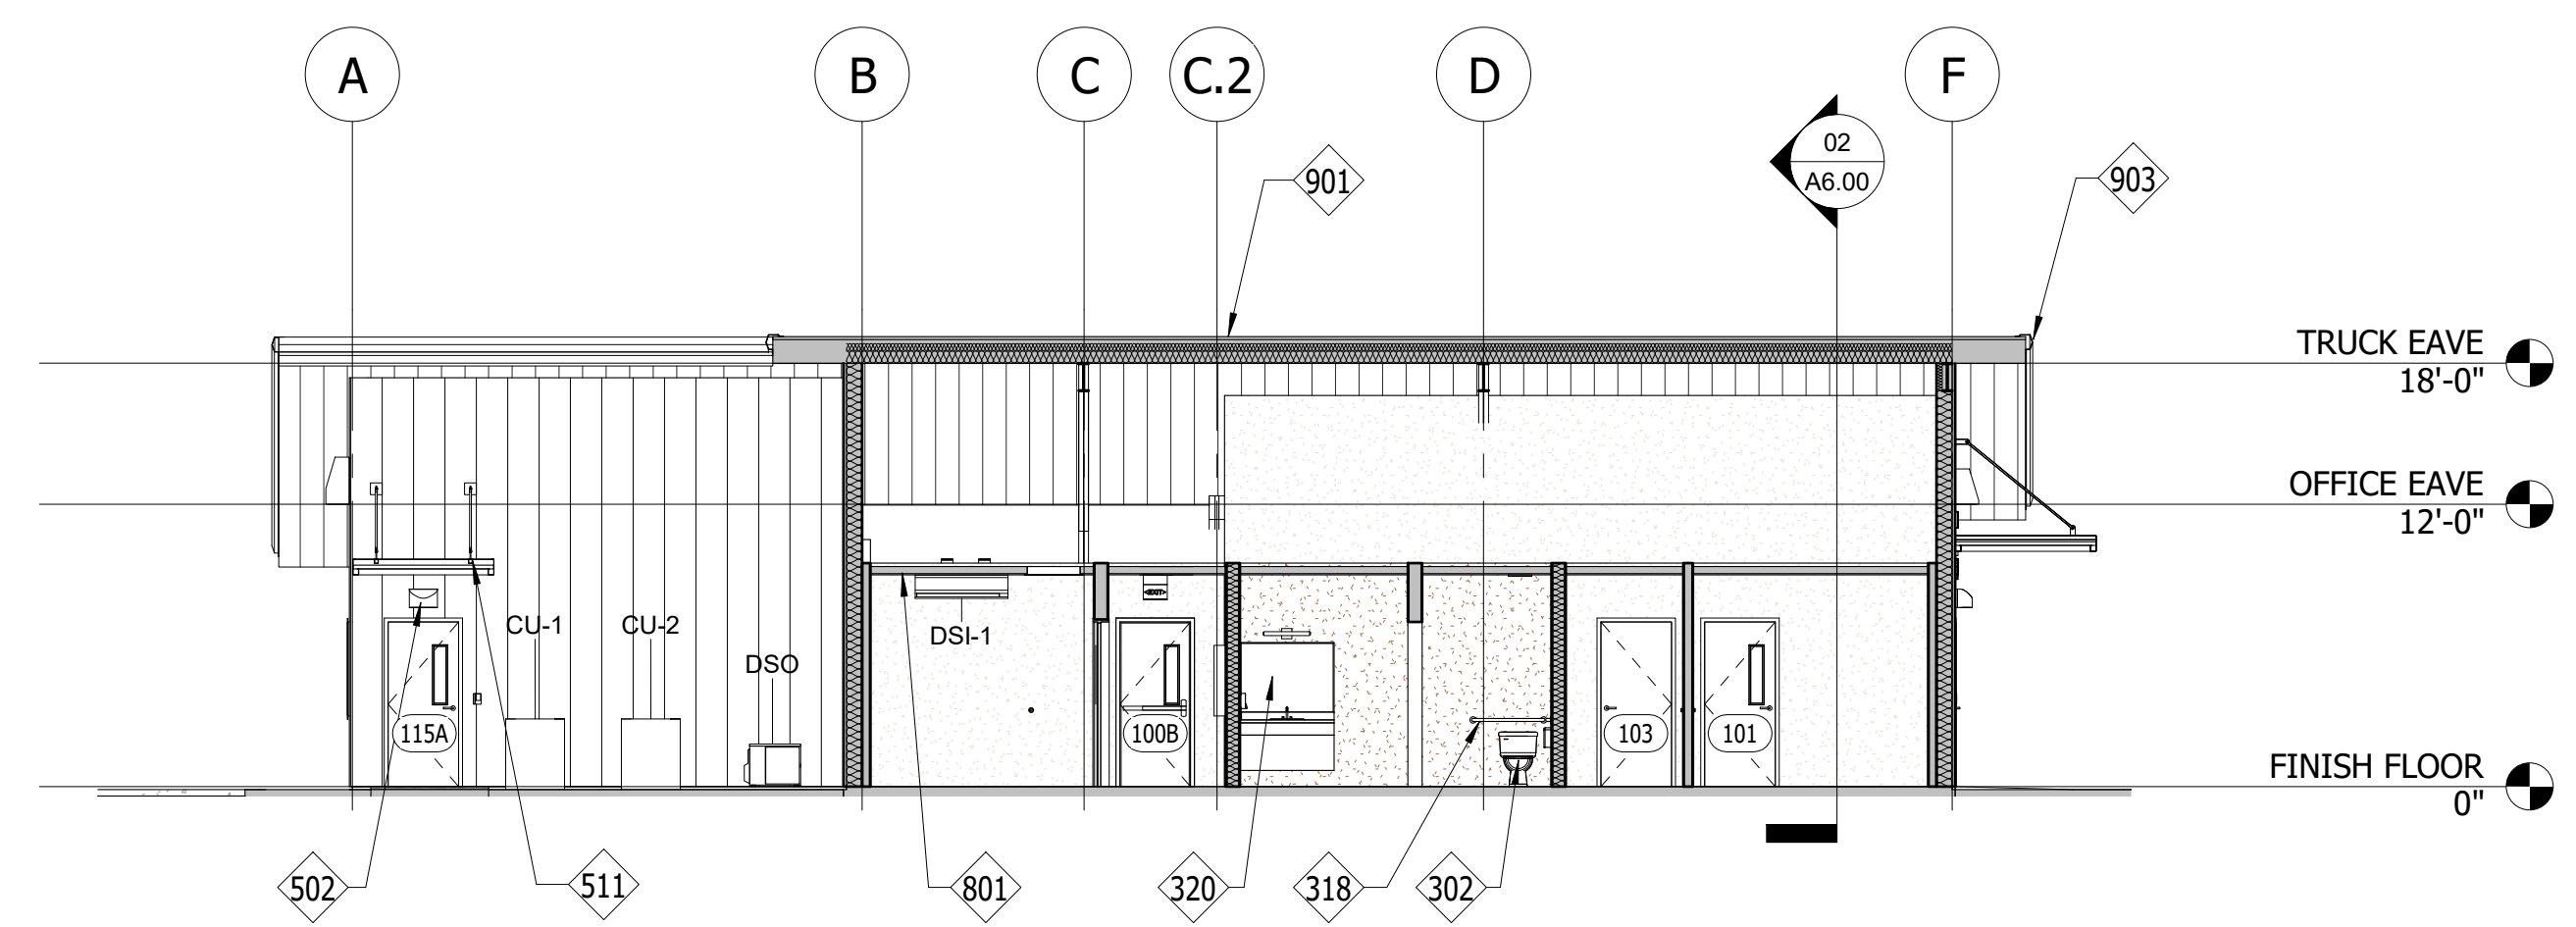 A
B
C
C.2
D
F
02
A6.00
901
903
TRUCK EAVE
18'-0"
OFFICE EAVE
12'-0"
EXIT
CU-1
CU-2
DSI-1
DSO
115A
100B
103
101
FINISH FLOOR
0"
502
511
801
320
318
302